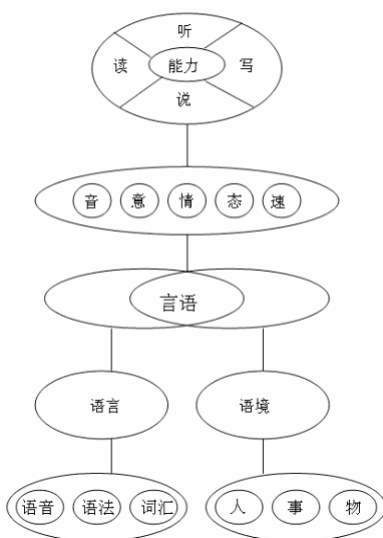 听
读 能力 写
说
音 意 情 态 速
言语
语言 语境
语音 语法 词汇 人 事 物